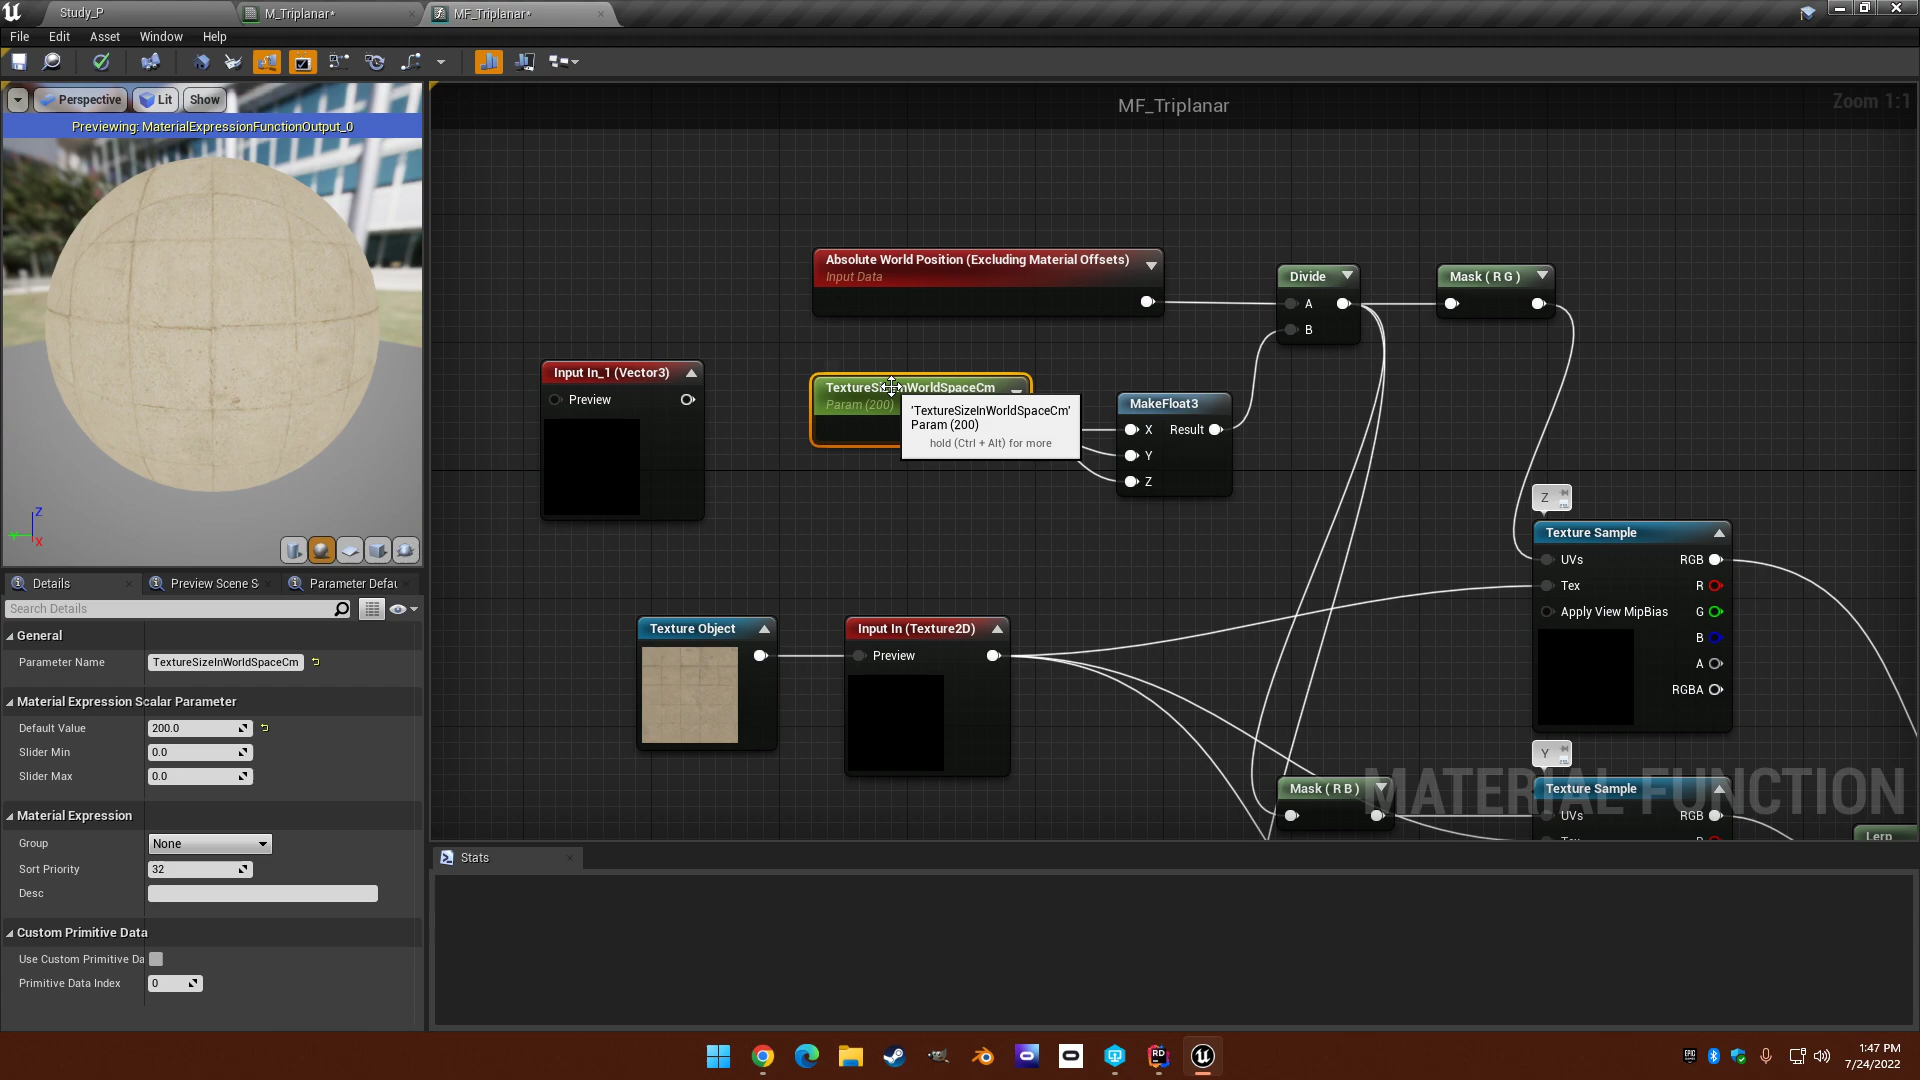 Study_P
M_Triplanar*
MF_Triplanar*
File
Edit
Asset
Window
Help
Perspective
Lit
Show
Previewing: MaterialExpressionFunctionOutput_0
MF_Triplanar
Zoom 1:1
Absolute World Position (Excluding Material Offsets)
Input Data
Divide
A
B
Mask ( R G )
Input In_1 (Vector3)
Preview
TextureSizeInWorldSpaceCm
Param (200)
'TextureSizeInWorldSpaceCm'
Param (200)
hold (Ctrl + Alt) for more
MakeFloat3
X
Result
Y
Z
Z
Texture Sample
UVs
RGB
Tex
R
Apply View MipBias
G
B
A
RGBA
Texture Object
Input In (Texture2D)
Preview
Y
Mask ( R B )
Texture Sample
UVs
RGB
Lerp
MATERIAL FUNCTION
Z
Y
X
Details
Preview Scene S
Parameter Defau
Search Details
General
Parameter Name
TextureSizeInWorldSpaceCm
Material Expression Scalar Parameter
Default Value
200.0
Slider Min
0.0
Slider Max
0.0
Material Expression
Group
None
Sort Priority
32
Desc
Custom Primitive Data
Use Custom Primitive Da
Primitive Data Index
0
Stats
EPIC
RD
1:47 PM
7/24/2022